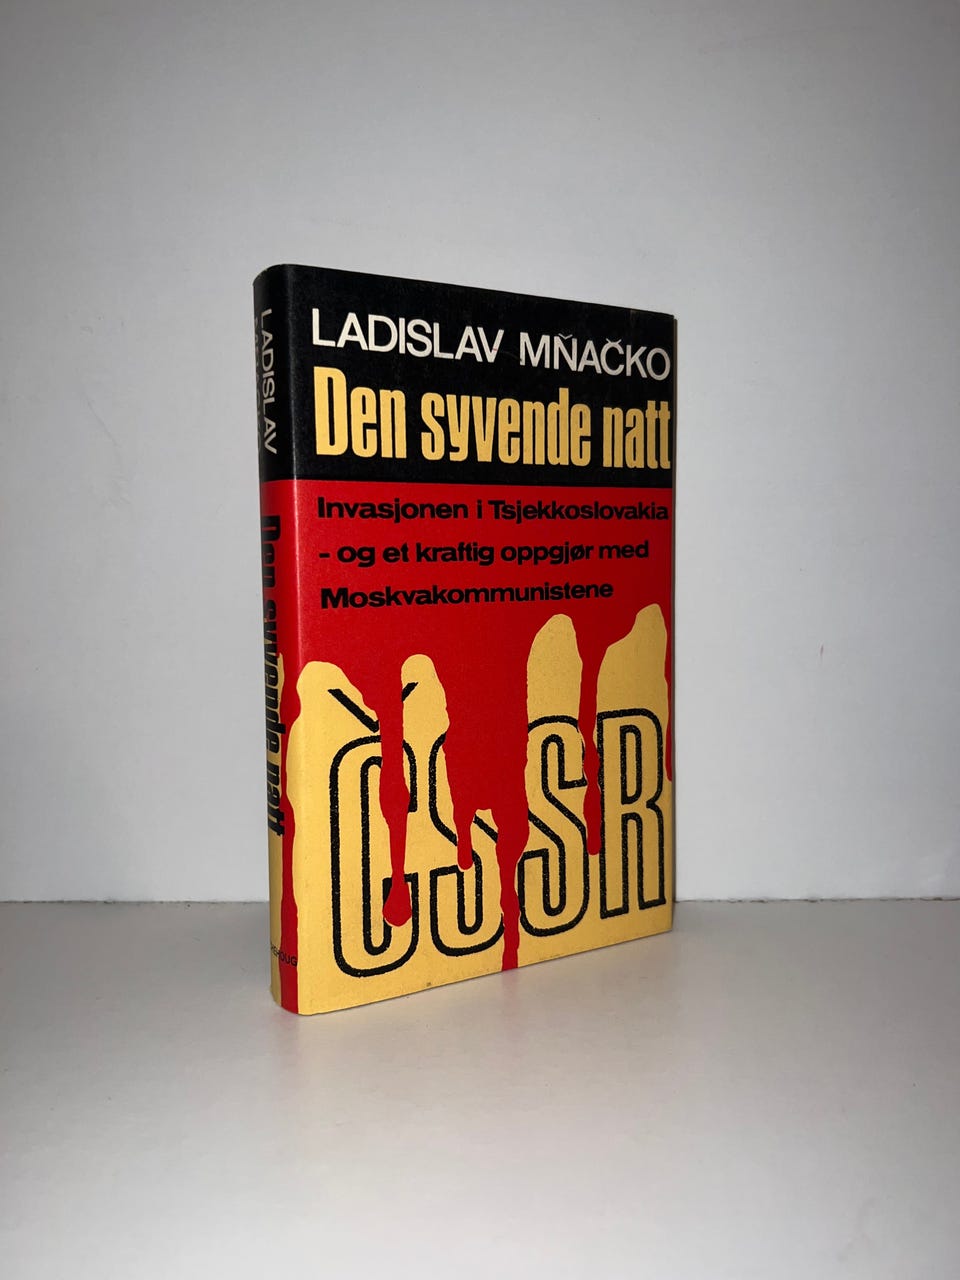 LADISLAV MŇAČKO
Den syvende natt
Invasjonen i Tsjekkoslovakia
- og et kraftig oppgjør med
Moskvakommunistene
ČSSR
LADISLAV
Den syvende natt